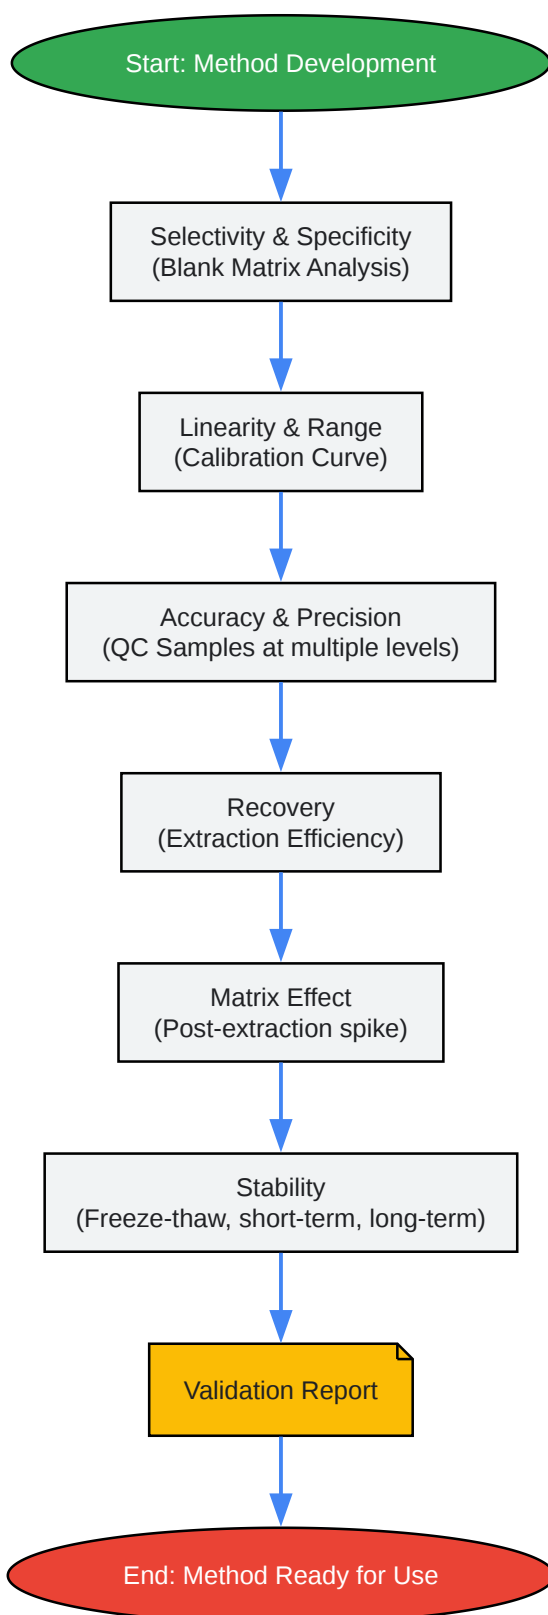 Start: Method Development
Selectivity & Specificity
(Blank Matrix Analysis)
Linearity & Range
(Calibration Curve)
Accuracy & Precision
(QC Samples at multiple levels)
Recovery
(Extraction Efficiency)
Matrix Effect
(Post-extraction spike)
Stability
(Freeze-thaw, short-term, long-term)
Validation Report
End: Method Ready for Use